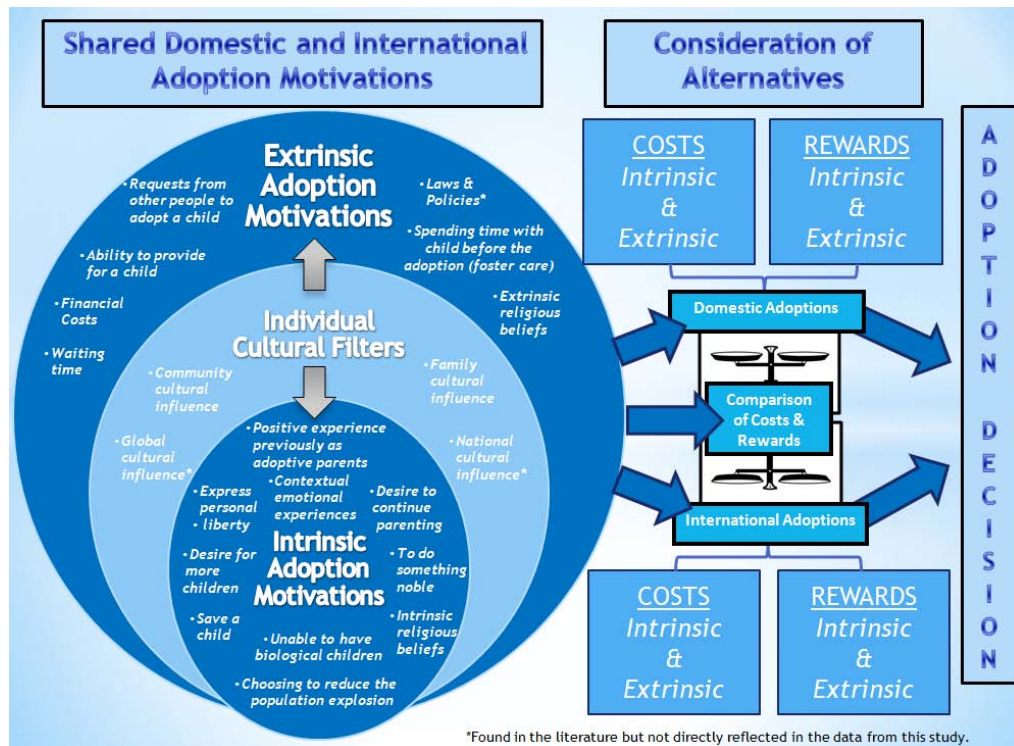 Shared Domestic and International
Adoption Motivations
Consideration of
Alternatives
Extrinsic
Adoption
Motivations
• Requests from
other people to
adopt a child
• Ability to provide
for a child
• Financial
Costs
• Waiting
time
• Laws &
Policies*
• Spending time with
child before the
adoption (foster care)
• Extrinsic
religious
beliefs
Individual
Cultural Filters
• Community
cultural
influence
• Global
cultural
influence*
• Family
cultural
influence
• National
cultural
influence*
• Positive experience
previously as
adoptive parents
• Contextual
emotional
experiences
• Express
personal
• liberty
• Desire to
continue
parenting
Intrinsic
Adoption
Motivations
• Desire for
more
children
• Save a
child
• To do
something
noble
• Intrinsic
religious
beliefs
• Unable to have
biological children
• Choosing to reduce the
population explosion
COSTS
Intrinsic
&
Extrinsic
REWARDS
Intrinsic
&
Extrinsic
Domestic Adoptions
Comparison
of Costs &
Rewards
International Adoptions
COSTS
Intrinsic
&
Extrinsic
REWARDS
Intrinsic
&
Extrinsic
ADOPTION DECISION
*Found in the literature but not directly reflected in the data from this study.